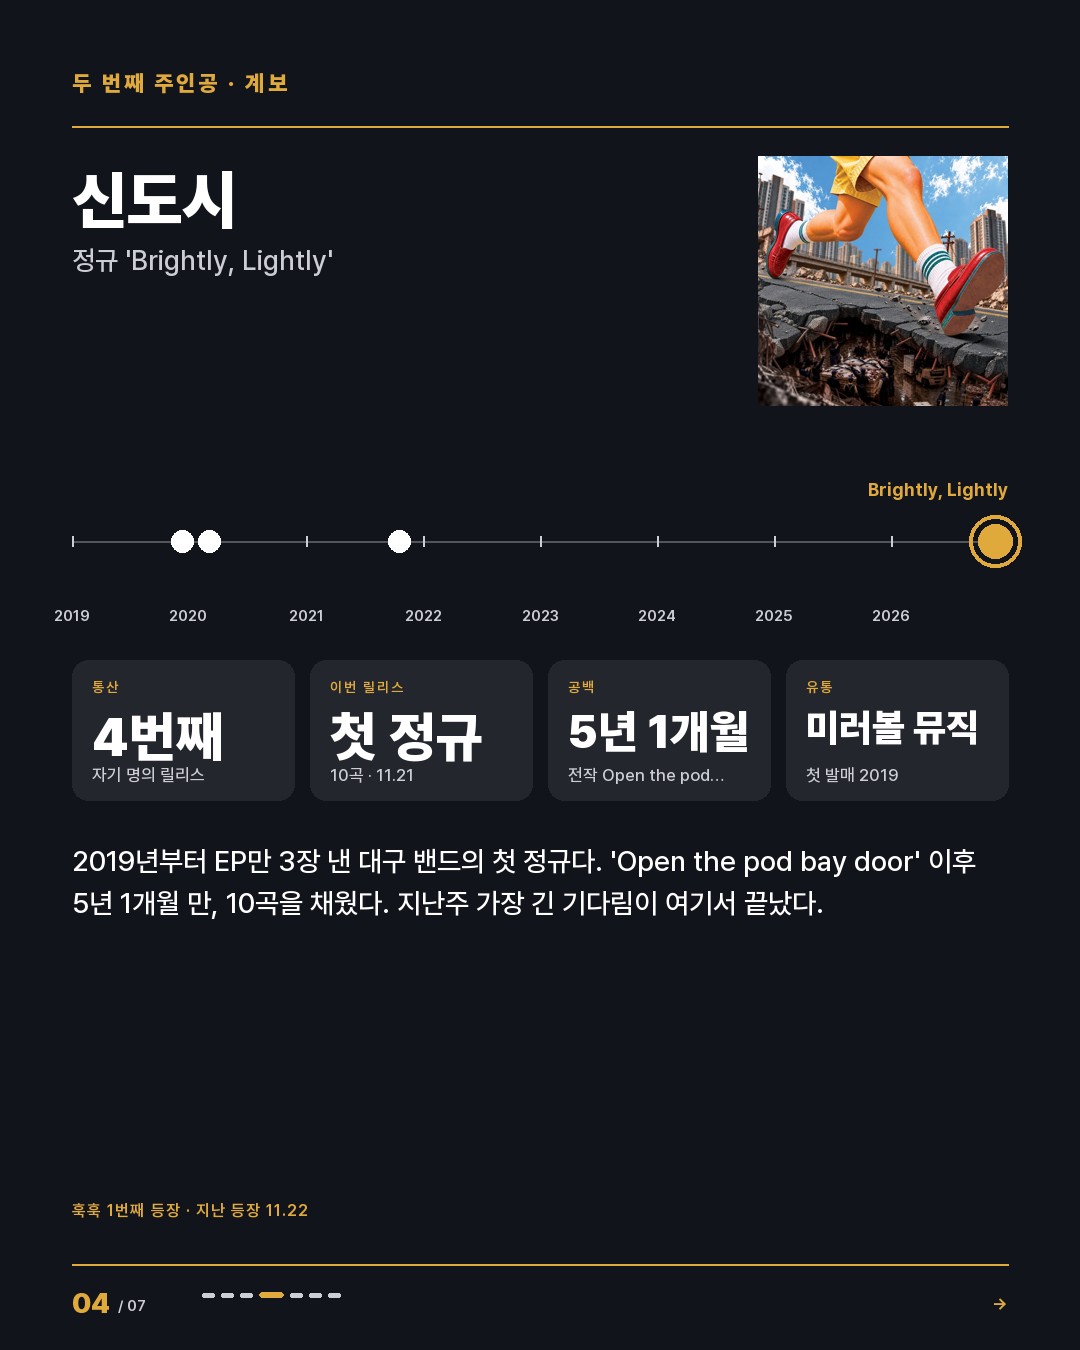 두 번째 주인공 · 계보
신도시
정규 'Brightly, Lightly'
Brightly, Lightly
2019 2020 2021 2022 2023 2024 2025 2026
통산
4번째
자기 명의 릴리스
이번 릴리스
첫 정규
10곡 · 11.21
공백
5년 1개월
전작 Open the pod…
유통
미러볼 뮤직
첫 발매 2019
2019년부터 EP만 3장 낸 대구 밴드의 첫 정규다. 'Open the pod bay door' 이후
5년 1개월 만, 10곡을 채웠다. 지난주 가장 긴 기다림이 여기서 끝났다.
훅훅 1번째 등장 · 지난 등장 11.22
04 / 07 →